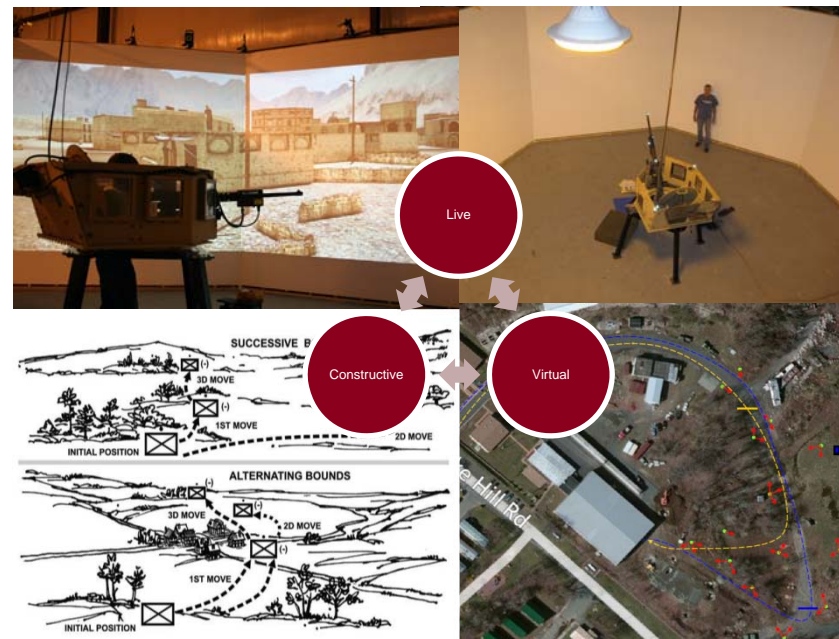 Live
Constructive
Virtual
SUCCESSIVE B
(-)
3D MOVE
(-)
1ST MOVE
INITIAL POSITION
2D MOVE
ALTERNATING BOUNDS
(-)
(-)
3D MOVE
2D MOVE
(-)
1ST MOVE
INITIAL POSITION
Hill Rd